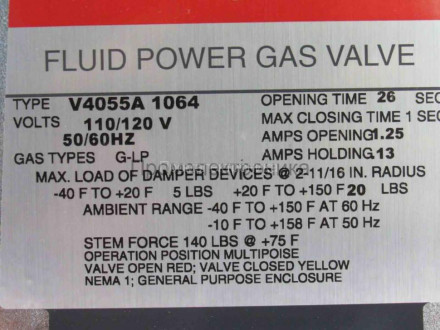 FLUID POWER GAS VALVE
TYPE V4055A 1064 OPENING TIME 26 SEC
VOLTS 110/120 V MAX CLOSING TIME 1 S
50/60HZ AMPS OPENING 1.25
GAS TYPES G-LP AMPS HOLDING .13
MAX. LOAD OF DAMPER DEVICES @ 2-11/16 IN. RADIUS
-40 F TO +20 F 5 LBS +20 F TO +150 F 20 LBS
AMBIENT RANGE -40 F TO +150 F AT 60 Hz
-10 F TO +158 F AT 50 Hz
STEM FORCE 140 LBS @ +75 F
OPERATION POSITION MULTIPOISE
VALVE OPEN RED; VALVE CLOSED YELLOW
NEMA 1; GENERAL PURPOSE ENCLOSURE